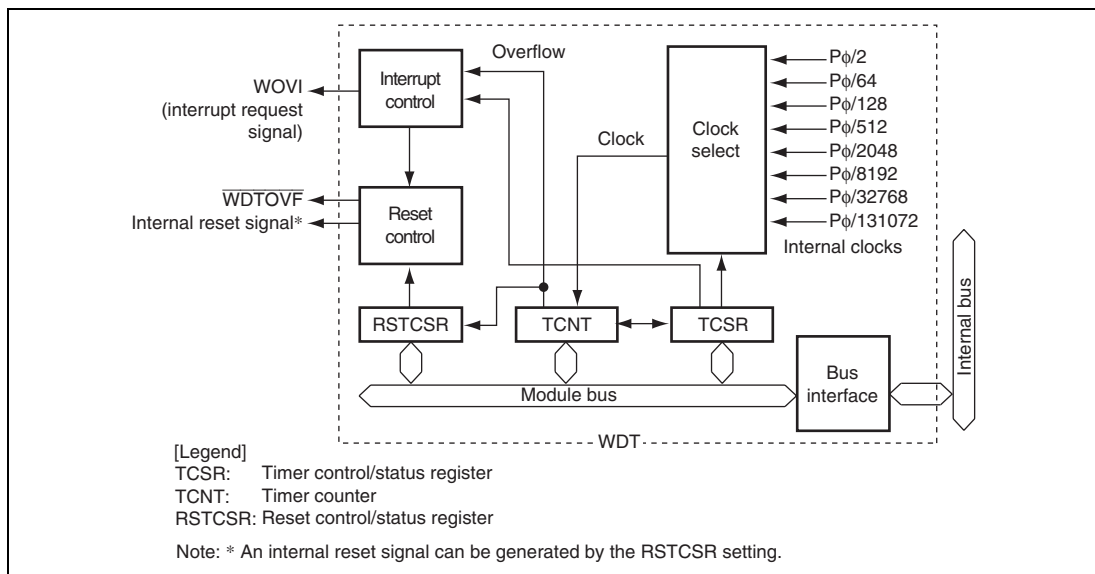 Overflow
Interrupt
control
WOVI
(interrupt request
signal)
Clock
Clock
select
Pϕ/2
Pϕ/64
Pϕ/128
Pϕ/512
Pϕ/2048
Pϕ/8192
Pϕ/32768
Pϕ/131072
Internal clocks
WDTOVF
Internal reset signal*
Reset
control
RSTCSR
TCNT
TCSR
Module bus
Bus
interface
Internal bus
WDT
[Legend]
TCSR: Timer control/status register
TCNT: Timer counter
RSTCSR: Reset control/status register
Note: * An internal reset signal can be generated by the RSTCSR setting.